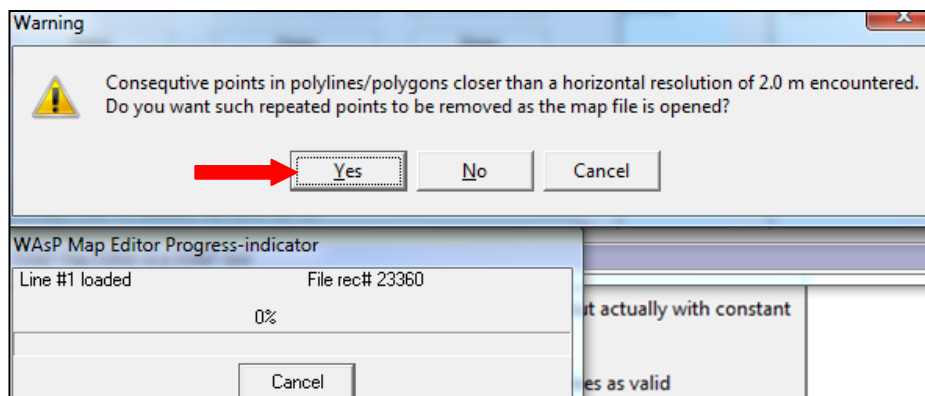 Warning
Consequtive points in polylines/polygons closer than a horizontal resolution of 2.0 m encountered.
Do you want such repeated points to be removed as the map file is opened?
Yes No Cancel
WAsP Map Editor Progress-indicator
Line #1 loaded File rec# 23360
0%
ut actually with constant
Cancel
es as valid